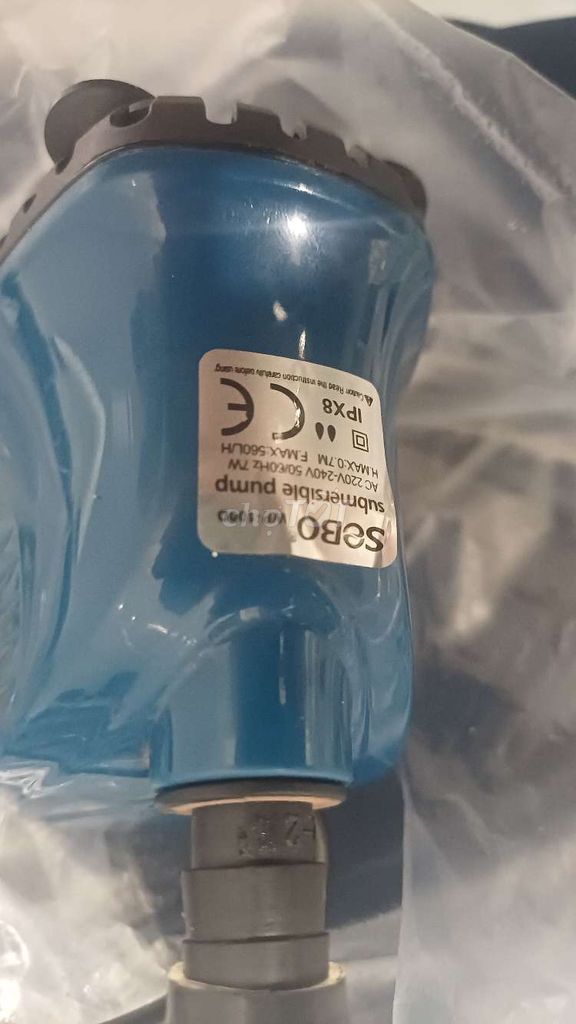 SOBO
submersible pump
AC 220V-240V 50/60Hz 7W
H.MAX:0.7M F.MAX:560L/H
CE
IPX8
Caution Read the instruction carefully before using
chợTỐT